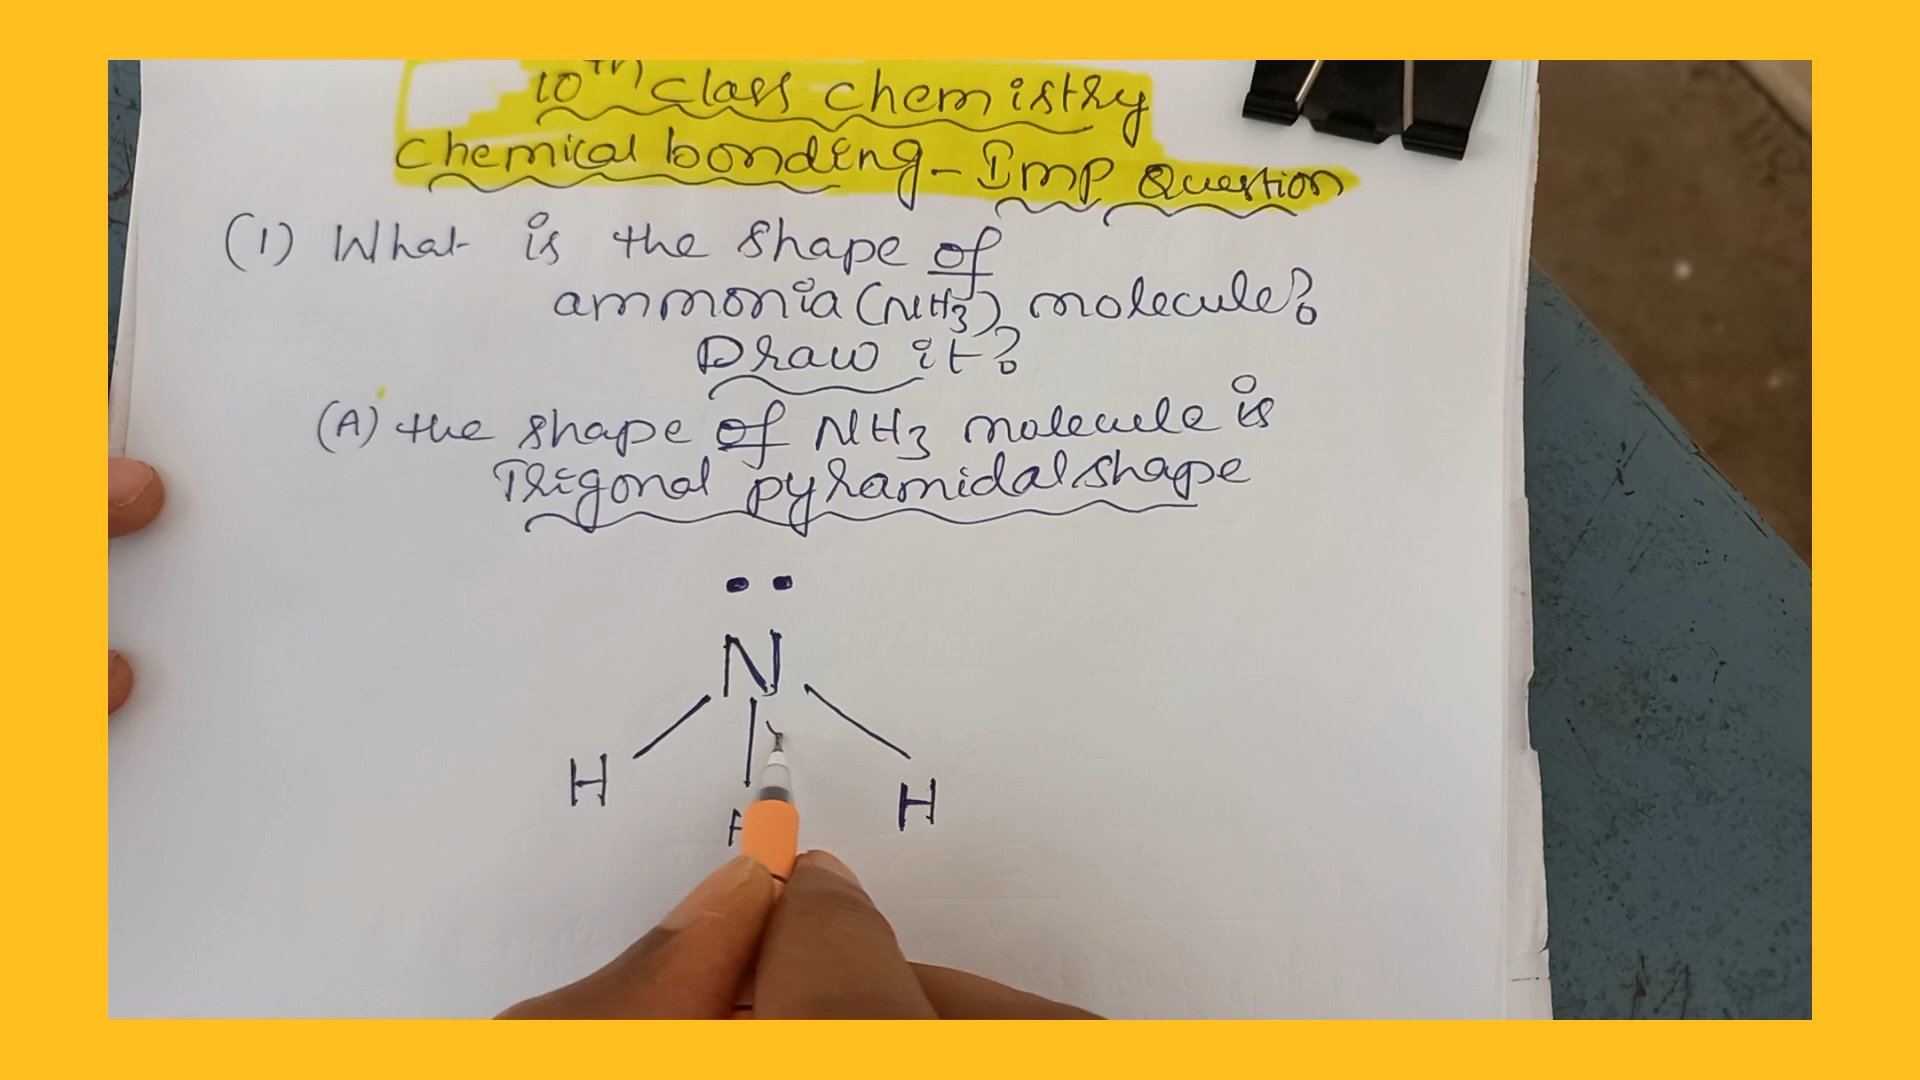 10th class chemistry
chemical bonding - Imp Question
(1) What is the shape of
ammonia (NH3) molecule?
Draw it?
(A) the shape of NH3 molecule is
Trigonal pyramidal shape
N
H H